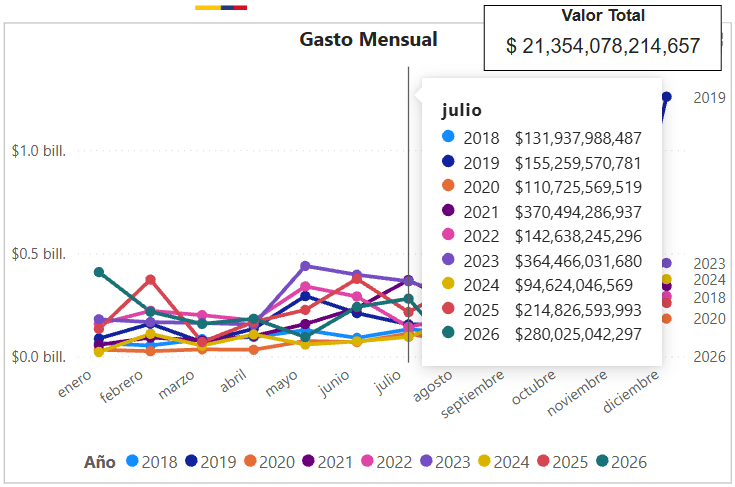 Valor Total
$ 21,354,078,214,657
Gasto Mensual
julio
2018 $131,937,988,487
2019 $155,259,570,781
2020 $110,725,569,519
2021 $370,494,286,937
2022 $142,638,245,296
2023 $364,466,031,680
2024 $94,624,046,569
2025 $214,826,593,993
2026 $280,025,042,297
$1.0 bill.
$0.5 bill.
$0.0 bill.
2019
2023
2024
2018
2020
2026
enero
febrero
marzo
abril
mayo
junio
julio
agosto
septiembre
octubre
noviembre
diciembre
Año 2018 2019 2020 2021 2022 2023 2024 2025 2026